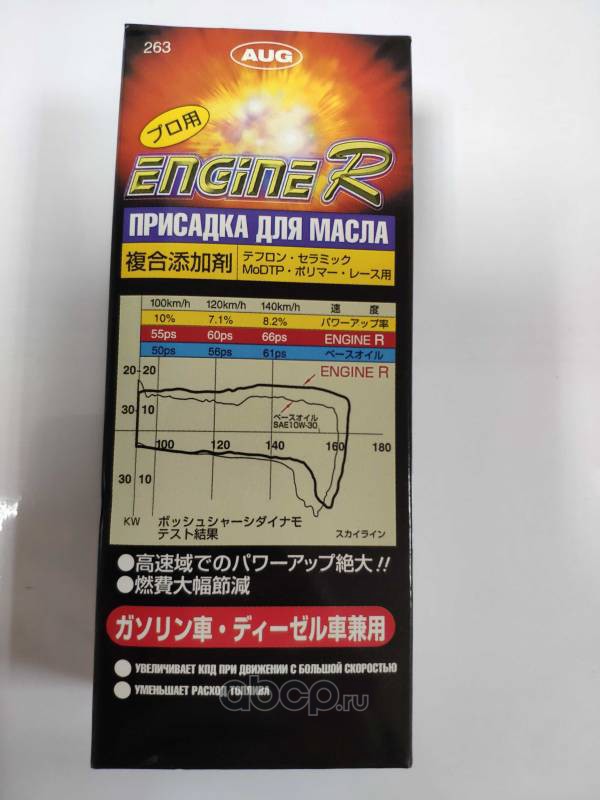 263
AUG
プロ用
ENGINE R
ПРИСАДКА ДЛЯ МАСЛА
複合添加剤
テフロン・セラミック
MoDTP・ポリマー・レース用
100km/h 120km/h 140km/h 速 度
10% 7.1% 8.2% パワーアップ率
55ps 60ps 66ps ENGINE R
50ps 56ps 61ps ベースオイル
20 20
ENGINE R
30 10
ベースオイル
SAE10W-30
100 120 140 160 180
30 10
KW
ボッシュシャーシダイナモ
テスト結果
スカイライン
●高速域でのパワーアップ絶大!!
●燃費大幅節減
ガソリン車・ディーゼル車兼用
УВЕЛИЧИВАЕТ КПД ПРИ ДВИЖЕНИИ С БОЛЬШОЙ СКОРОСТЬЮ
УМЕНЬШАЕТ РАСХОД ТОПЛИВА
abcp.ru